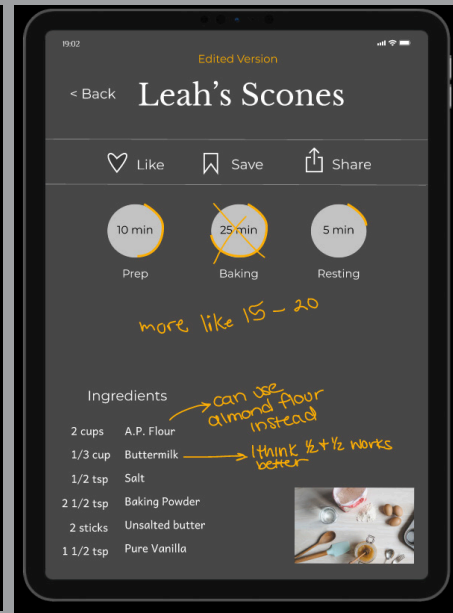 19:02
Edited Version
< Back Leah's Scones
Like Save Share
10 min 25 min 5 min
Prep Baking Resting
more like 15 - 20
Ingredients
can use
almond flour
instead
2 cups A.P. Flour
1/3 cup Buttermilk
I think ½ + ½ works
better
1/2 tsp Salt
2 1/2 tsp Baking Powder
2 sticks Unsalted butter
1 1/2 tsp Pure Vanilla